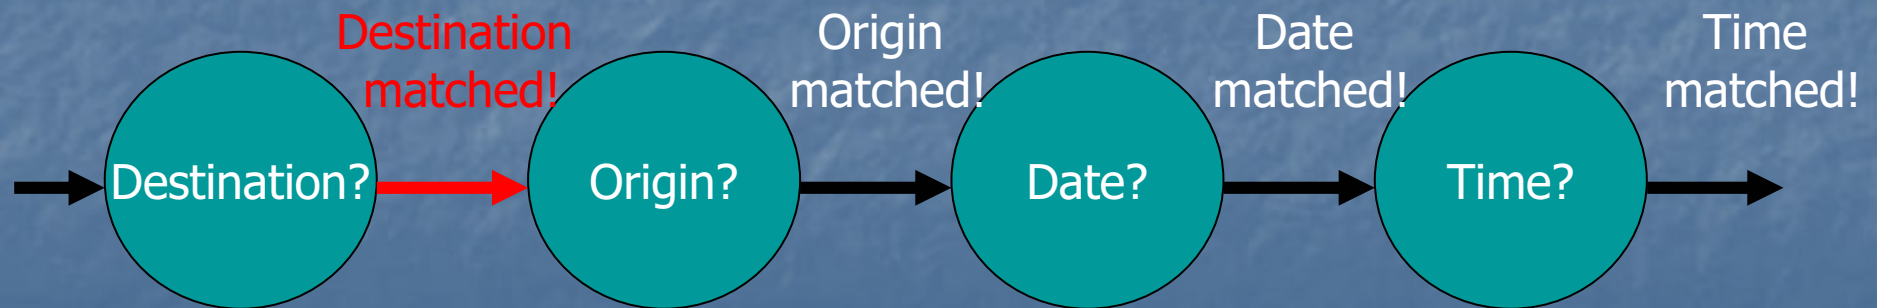 Destination
matched!
Origin
matched!
Date
matched!
Time
matched!
Destination?
Origin?
Date?
Time?